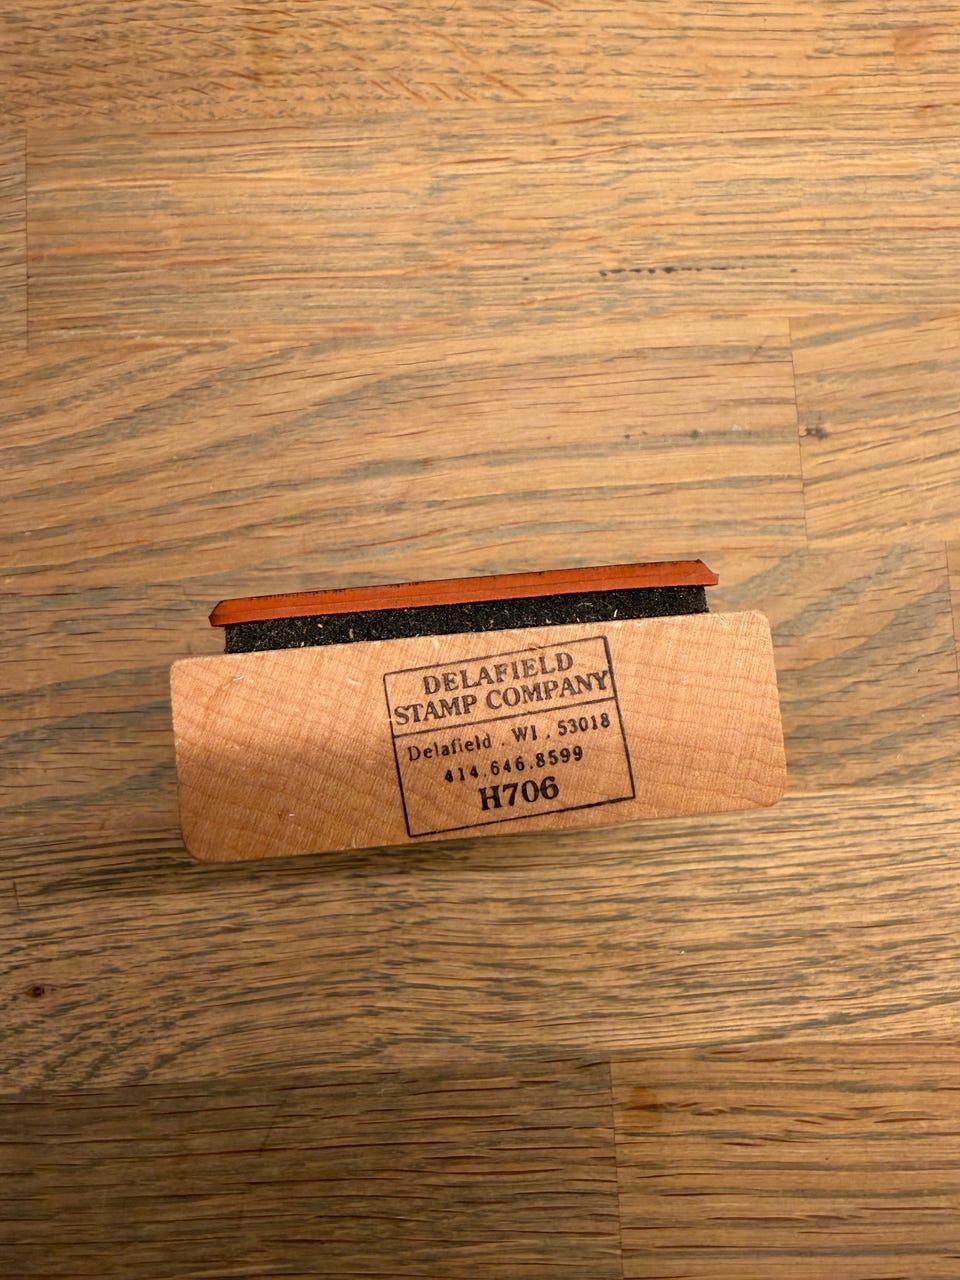 DELAFIELD
STAMP COMPANY
Delafield . WI . 53018
414.646.8599
H706